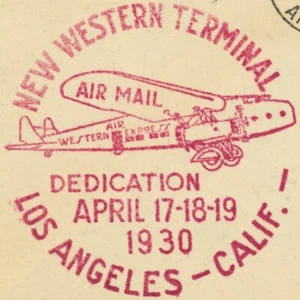 NEW WESTERN TERMINAL
AIR MAIL
WESTERN AIR EXPRESS
DEDICATION
APRIL 17-18-19
1930
LOS ANGELES - CALIF. -